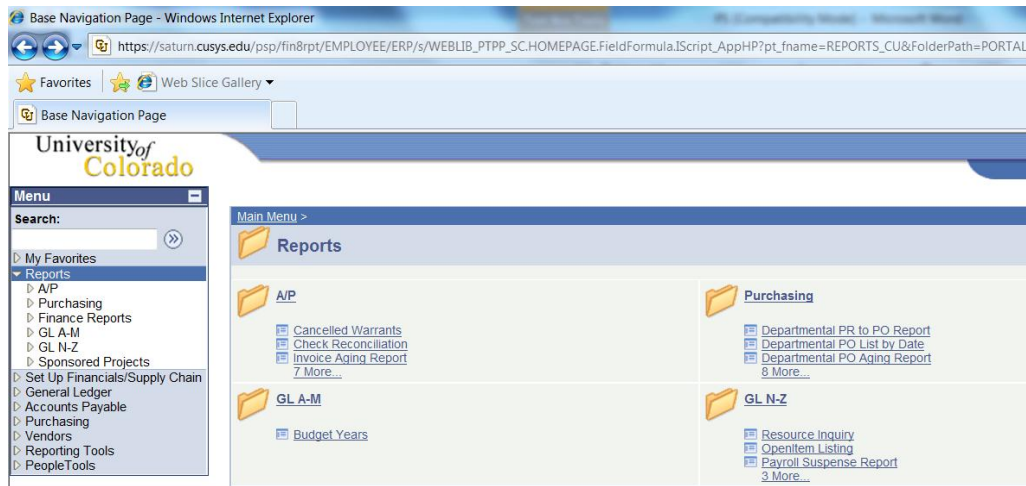 Base Navigation Page - Windows Internet Explorer
https://saturn.cusys.edu/psp/fin8rpt/EMPLOYEE/ERP/s/WEBLIB_PTPP_SC.HOMEPAGE.FieldFormula.IScript_AppHP?pt_fname=REPORTS_CU&FolderPath=PORTAL
Favorites
Web Slice Gallery
Base Navigation Page
University of
Colorado
Menu
Search:
My Favorites
Reports
A/P
Purchasing
Finance Reports
GL A-M
GL N-Z
Sponsored Projects
Set Up Financials/Supply Chain
General Ledger
Accounts Payable
Purchasing
Vendors
Reporting Tools
PeopleTools
Main Menu >
Reports
A/P
Cancelled Warrants
Check Reconciliation
Invoice Aging Report
7 More...
Purchasing
Departmental PR to PO Report
Departmental PO List by Date
Departmental PO Aging Report
8 More...
GL A-M
Budget Years
GL N-Z
Resource Inquiry
OpenItem Listing
Payroll Suspense Report
3 More...